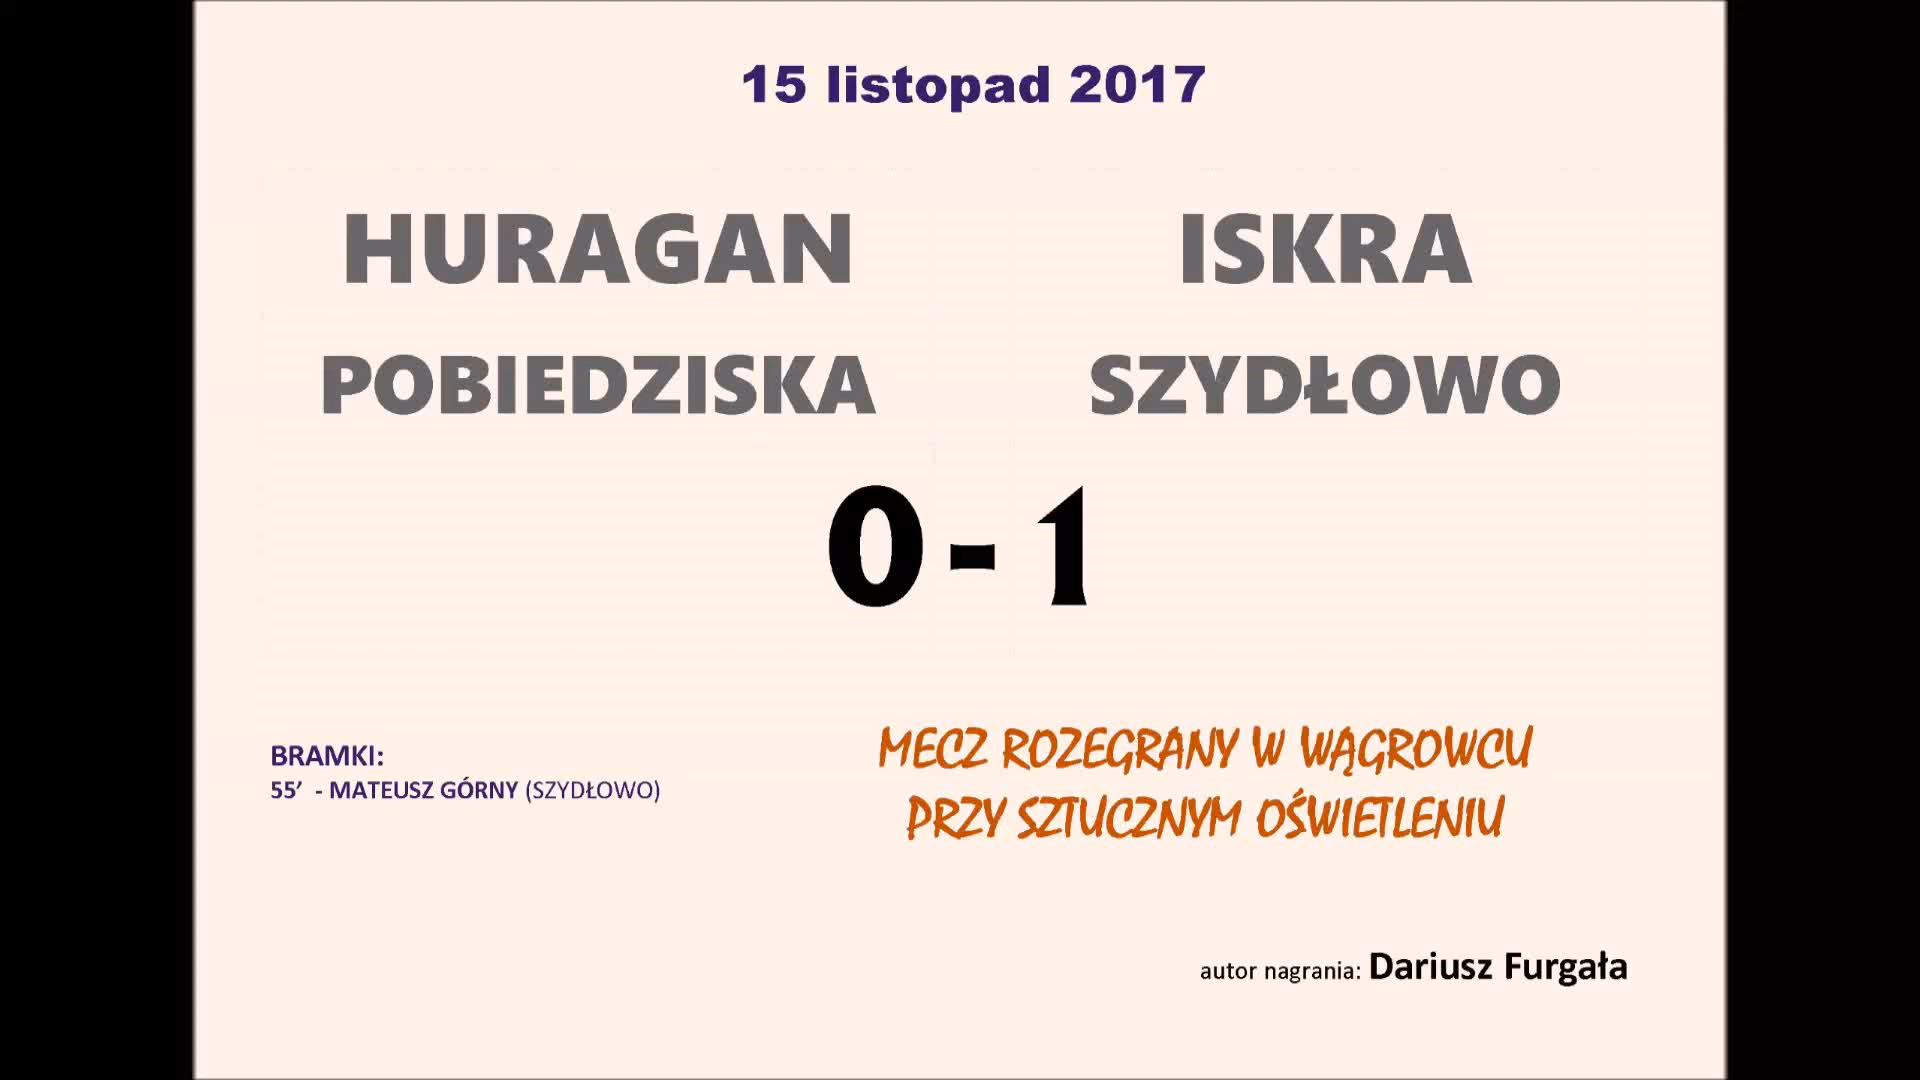 15 listopad 2017
HURAGAN ISKRA
POBIEDZISKA SZYDŁOWO
0 - 1
BRAMKI:
55’ - MATEUSZ GÓRNY (SZYDŁOWO)
MECZ ROZEGRANY W WĄGROWCU
PRZY SZTUCZNYM OŚWIETLENIU
autor nagrania: Dariusz Furgała